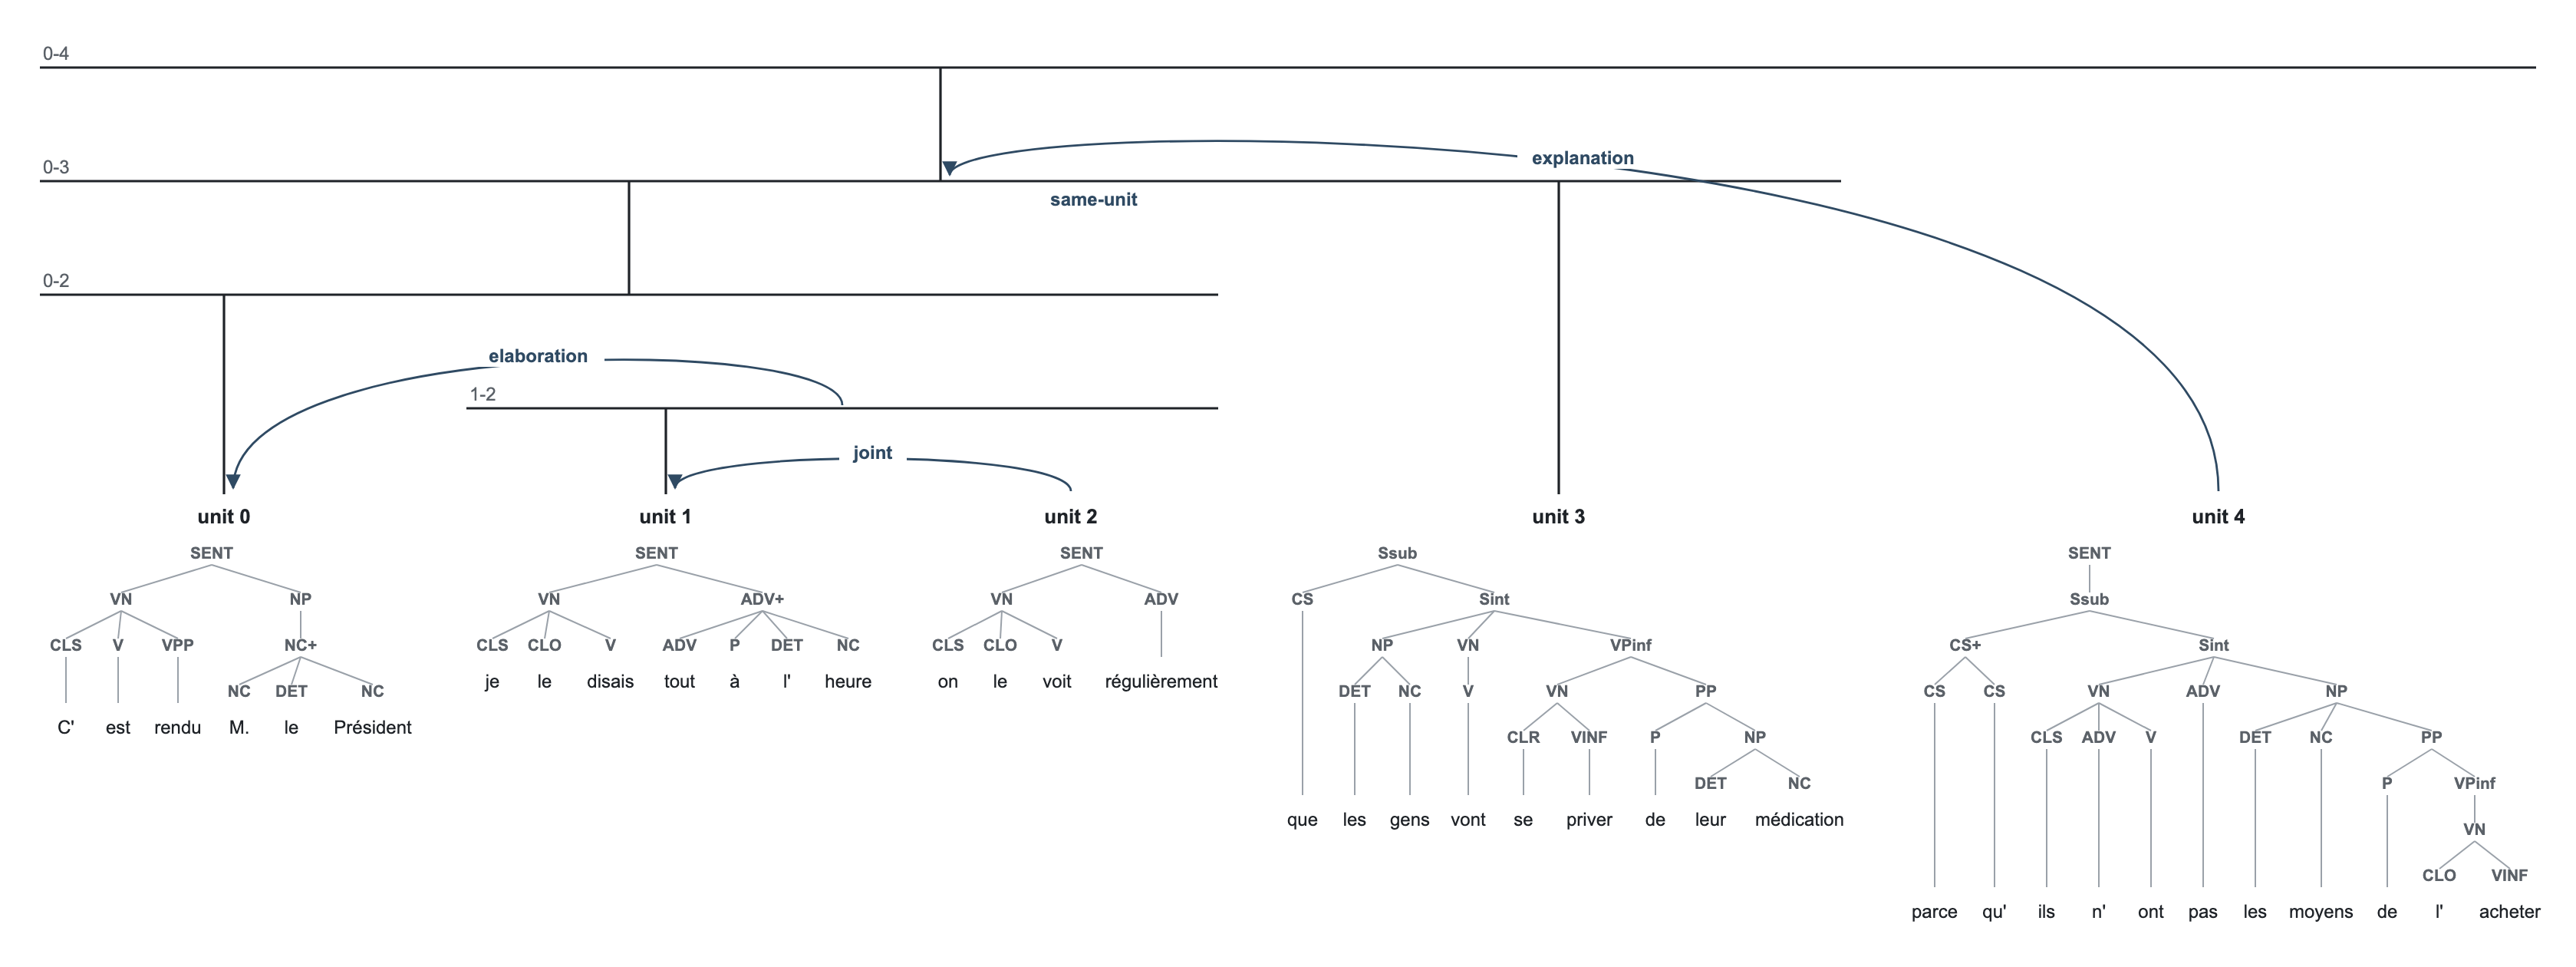 0-4
explanation
0-3
same-unit
0-2
elaboration
1-2
joint
unit 0 unit 1 unit 2 unit 3 unit 4
SENT SENT SENT Ssub SENT
VN NP VN ADV+ VN ADV CS Sint Ssub
CLS V VPP NC+ CLS CLO V ADV P DET NC CLS CLO V NP VN VPinf CS+ Sint
je le disais tout à l' heure on le voit régulièrement
NC DET NC DET NC V VN PP CS CS VN ADV NP
C' est rendu M. le Président
CLR VINF P NP CLS ADV V DET NC PP
DET NC P VPinf
que les gens vont se priver de leur médication
VN
CLO VINF
parce qu' ils n' ont pas les moyens de l' acheter